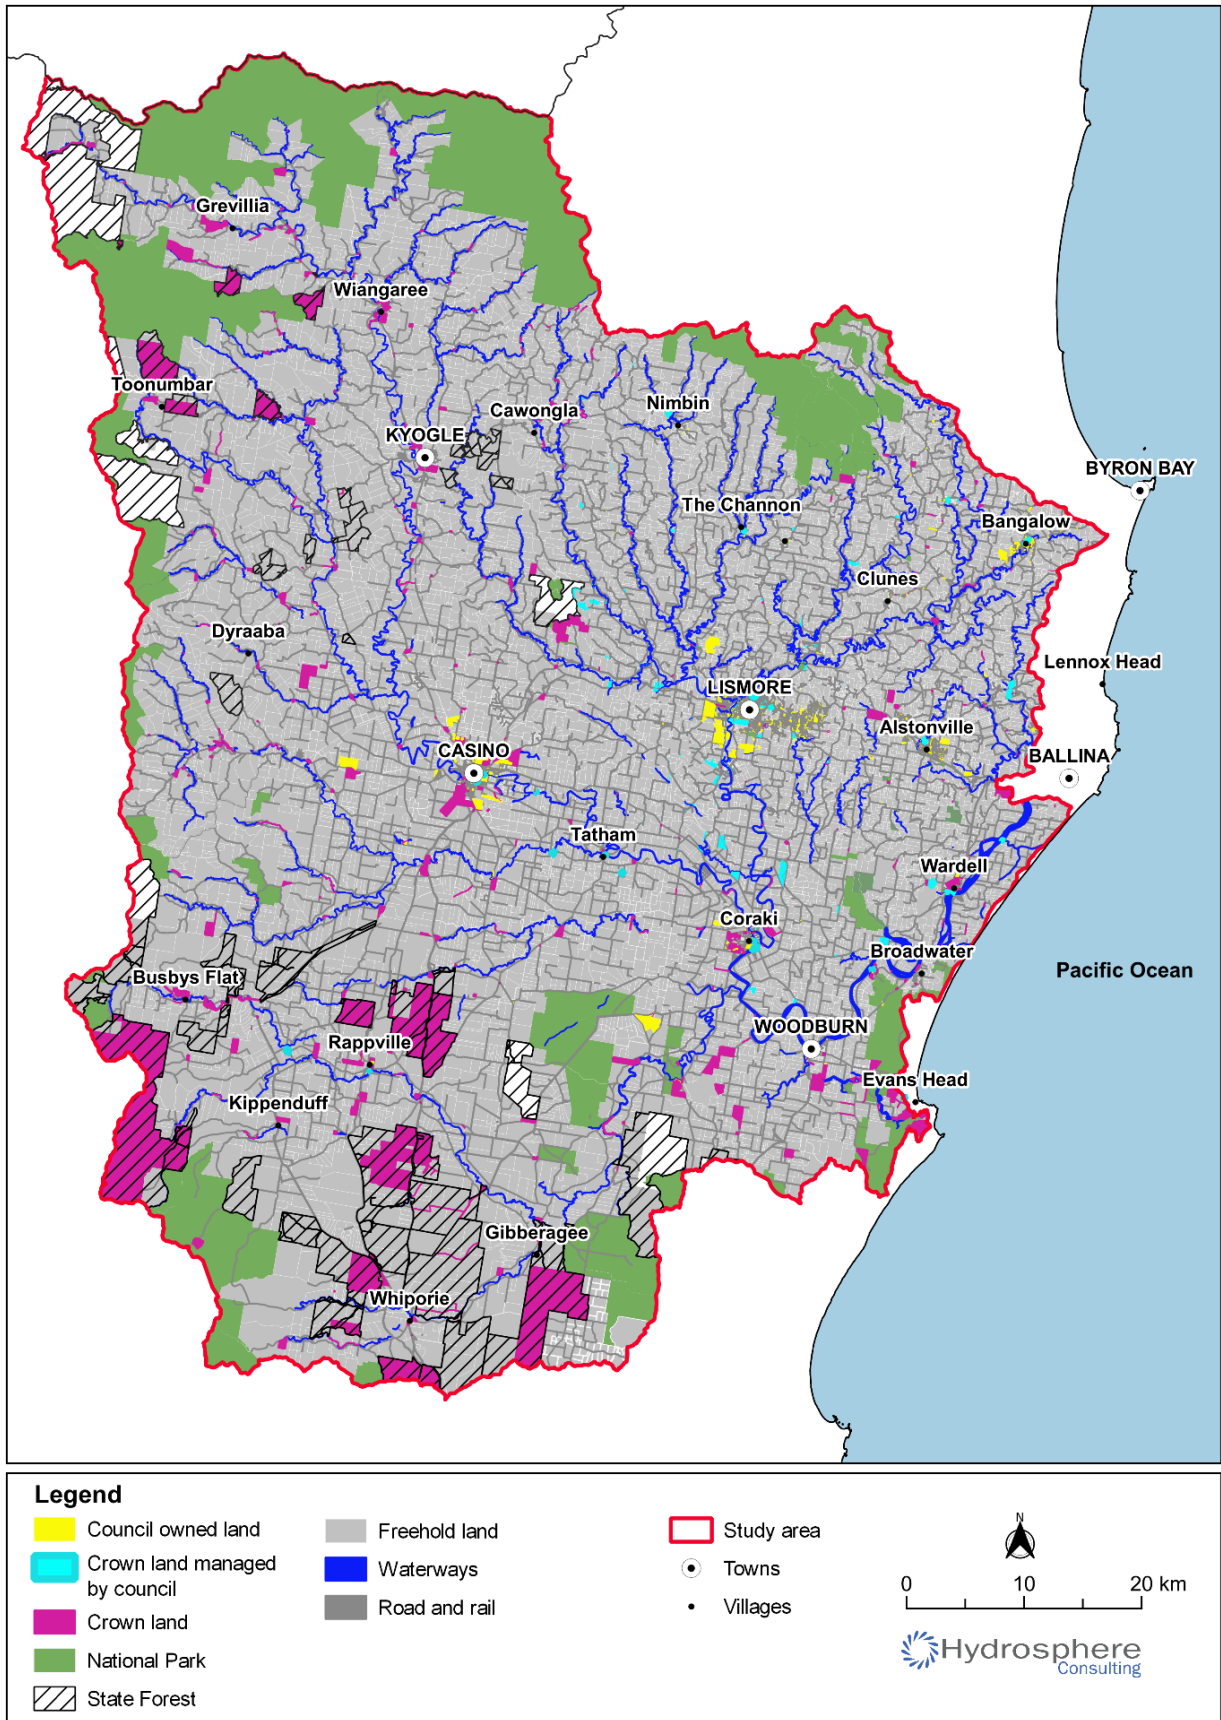 Grevillia
Wiangaree
Toonumbar
Cawongla
Nimbin
KYOGLE
BYRON BAY
The Channon
Bangalow
Clunes
Dyraaba
Lennox Head
LISMORE
Alstonville
CASINO
BALLINA
Tatham
Wardell
Coraki
Broadwater
Pacific Ocean
Busbys Flat
WOODBURN
Rappville
Evans Head
Kippenduff
Gibberagee
Whiporie
Legend
Council owned land
Crown land managed
by council
Crown land
National Park
State Forest
Freehold land
Waterways
Road and rail
Study area
Towns
Villages
N
0 10 20 km
Hydrosphere
Consulting